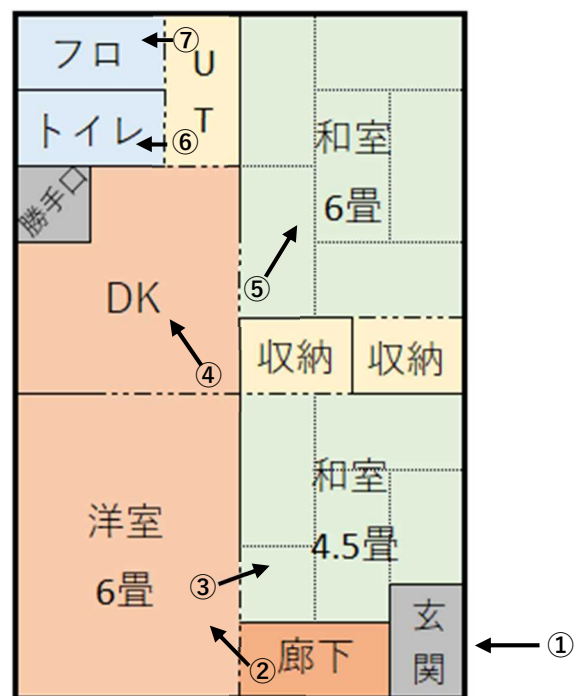 フロ
⑦
U
T
トイレ
⑥
和室
6畳
勝手口
⑤
DK
④
収納
収納
和室
4.5畳
洋室
6畳
③
②
廊下
玄
関
①